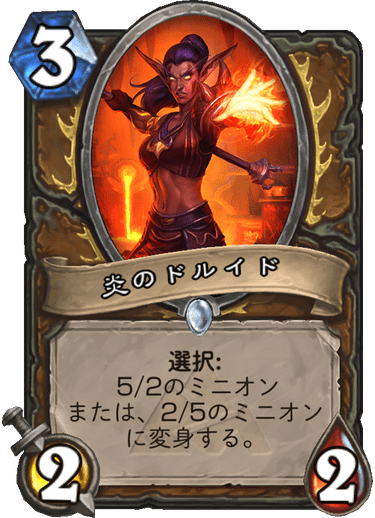 3
炎のドルイド
選択:
5/2のミニオン
または、2/5のミニオン
に変身する。
2
2